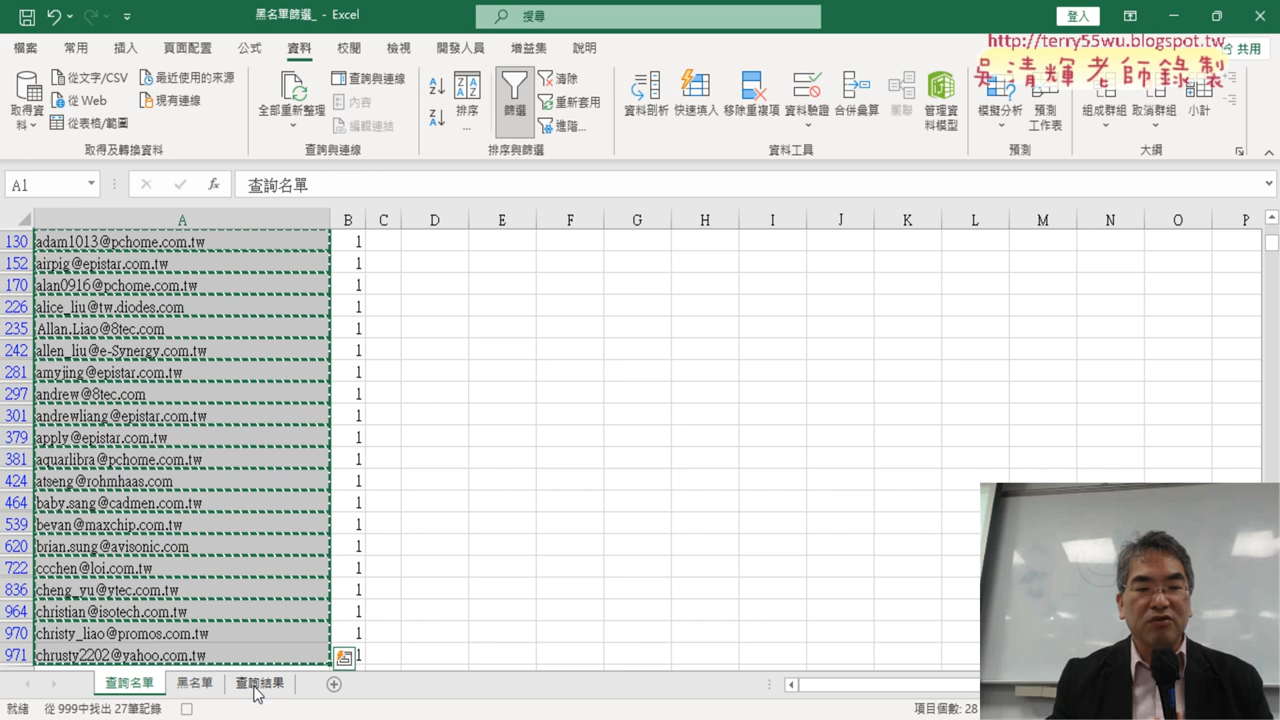 黑名單篩選_ - Excel
搜尋
登入
檔案 常用 插入 頁面配置 公式 資料 校閱 檢視 開發人員 增益集 說明
共用
http://terry55wu.blogspot.tw
吳清輝老師錄製
取得資料
從文字/CSV
從 Web
從表格/範圍
最近使用的來源
現有連線
取得及轉換資料
全部重新整理
查詢與連線
內容
編輯連結
查詢與連線
排序...
篩選
清除
重新套用
進階...
排序與篩選
資料剖析
快速填入
移除重複項
資料驗證
合併彙算
關聯
管理資料模型
資料工具
模擬分析
預測工作表
預測
組成群組
取消群組
小計
大綱
A1
fx
查詢名單
A B C D E F G H I J K L M N O P
130 adam1013@pchome.com.tw 1
152 airpig@epistar.com.tw 1
170 alan0916@pchome.com.tw 1
226 alice_liu@tw.diodes.com 1
235 Allan.Liao@8tec.com 1
242 allen_liu@e-Synergy.com.tw 1
281 amyjing@epistar.com.tw 1
297 andrew@8tec.com 1
301 andrewliang@epistar.com.tw 1
379 apply@epistar.com.tw 1
381 aquarlibra@pchome.com.tw 1
424 atseng@rohmhaas.com 1
464 baby.sang@cadmen.com.tw 1
539 bevan@maxchip.com.tw 1
620 brian.sung@avisonic.com 1
722 ccchen@loi.com.tw 1
836 cheng_yu@ytec.com.tw 1
964 christian@isotech.com.tw 1
970 christy_liao@promos.com.tw 1
971 chrusty2202@yahoo.com.tw 1
查詢名單 黑名單 查詢結果
就緒 從 999中找出 27筆記錄
項目個數: 28